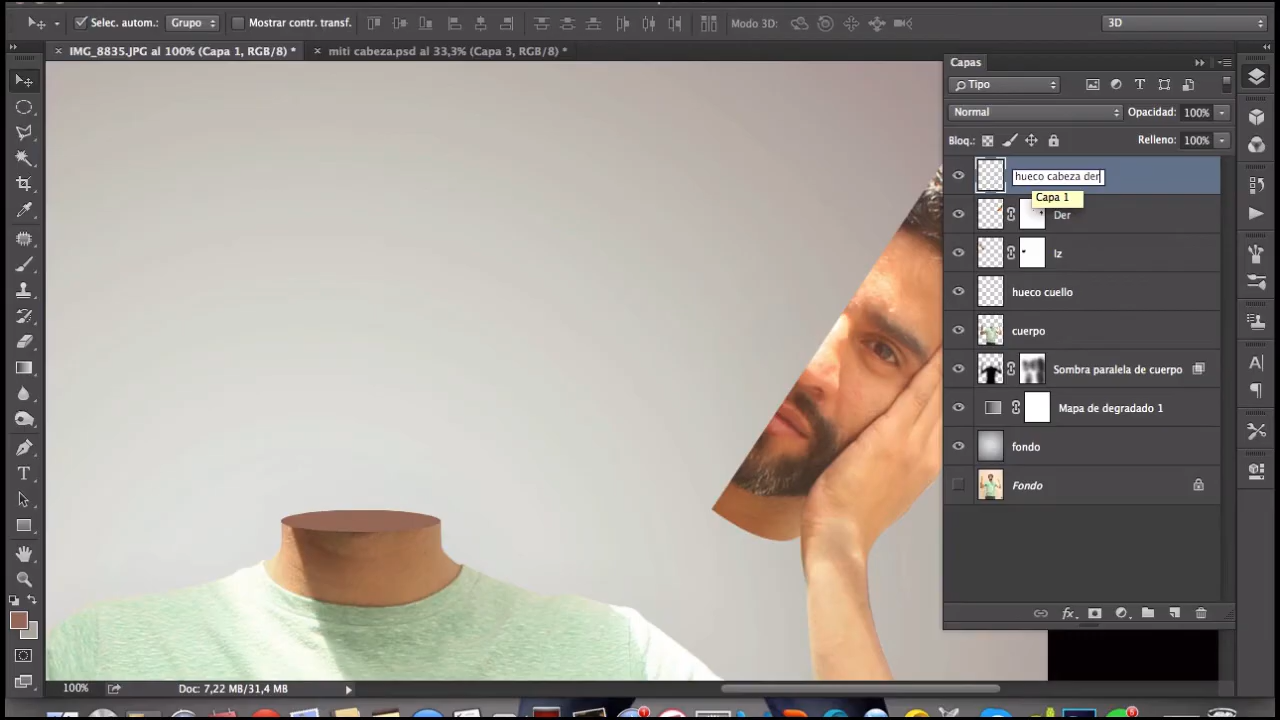 Selec. autom.: Grupo Mostrar contr. transf. Modo 3D: 3D
× IMG_8835.JPG al 100% (Capa 1, RGB/8) * × miti cabeza.psd al 33,3% (Capa 3, RGB/8) *
Capas
Tipo
Normal Opacidad: 100%
Bloq.: Relleno: 100%
hueco cabeza der
Capa 1
Der
Iz
hueco cuello
cuerpo
Sombra paralela de cuerpo
Mapa de degradado 1
fondo
Fondo
fx
100% Doc: 7,22 MB/31,4 MB